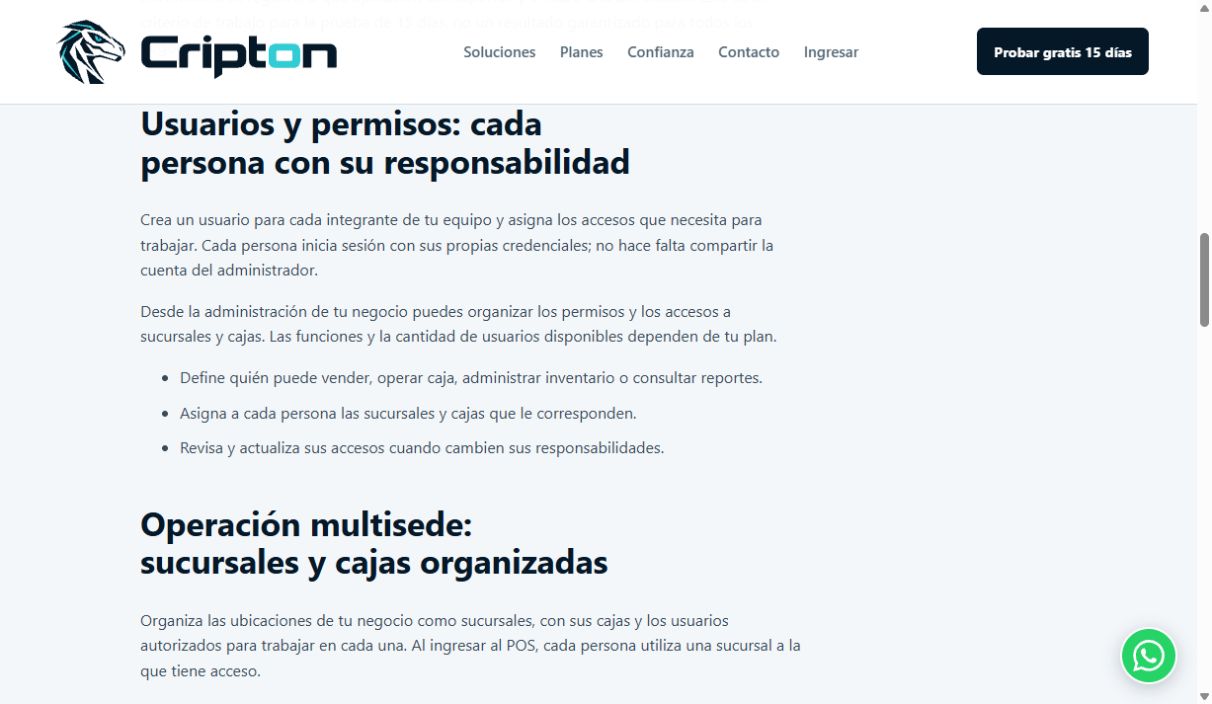 Cripton
Soluciones
Planes
Confianza
Contacto
Ingresar
Probar gratis 15 días
Usuarios y permisos: cada
persona con su responsabilidad
Crea un usuario para cada integrante de tu equipo y asigna los accesos que necesita para
trabajar. Cada persona inicia sesión con sus propias credenciales; no hace falta compartir la
cuenta del administrador.
Desde la administración de tu negocio puedes organizar los permisos y los accesos a
sucursales y cajas. Las funciones y la cantidad de usuarios disponibles dependen de tu plan.
• Define quién puede vender, operar caja, administrar inventario o consultar reportes.
• Asigna a cada persona las sucursales y cajas que le corresponden.
• Revisa y actualiza sus accesos cuando cambien sus responsabilidades.
Operación multisede:
sucursales y cajas organizadas
Organiza las ubicaciones de tu negocio como sucursales, con sus cajas y los usuarios
autorizados para trabajar en cada una. Al ingresar al POS, cada persona utiliza una sucursal a la
que tiene acceso.